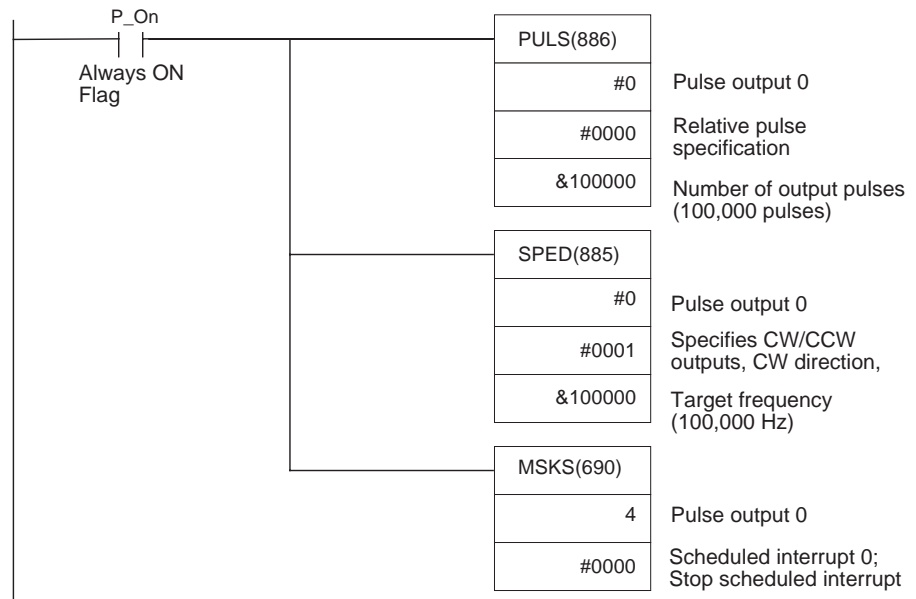 P_On
Always ON
Flag
PULS(886)
#0 Pulse output 0
#0000 Relative pulse
specification
&100000 Number of output pulses
(100,000 pulses)
SPED(885)
#0 Pulse output 0
#0001 Specifies CW/CCW
outputs, CW direction,
&100000 Target frequency
(100,000 Hz)
MSKS(690)
4 Pulse output 0
#0000 Scheduled interrupt 0;
Stop scheduled interrupt